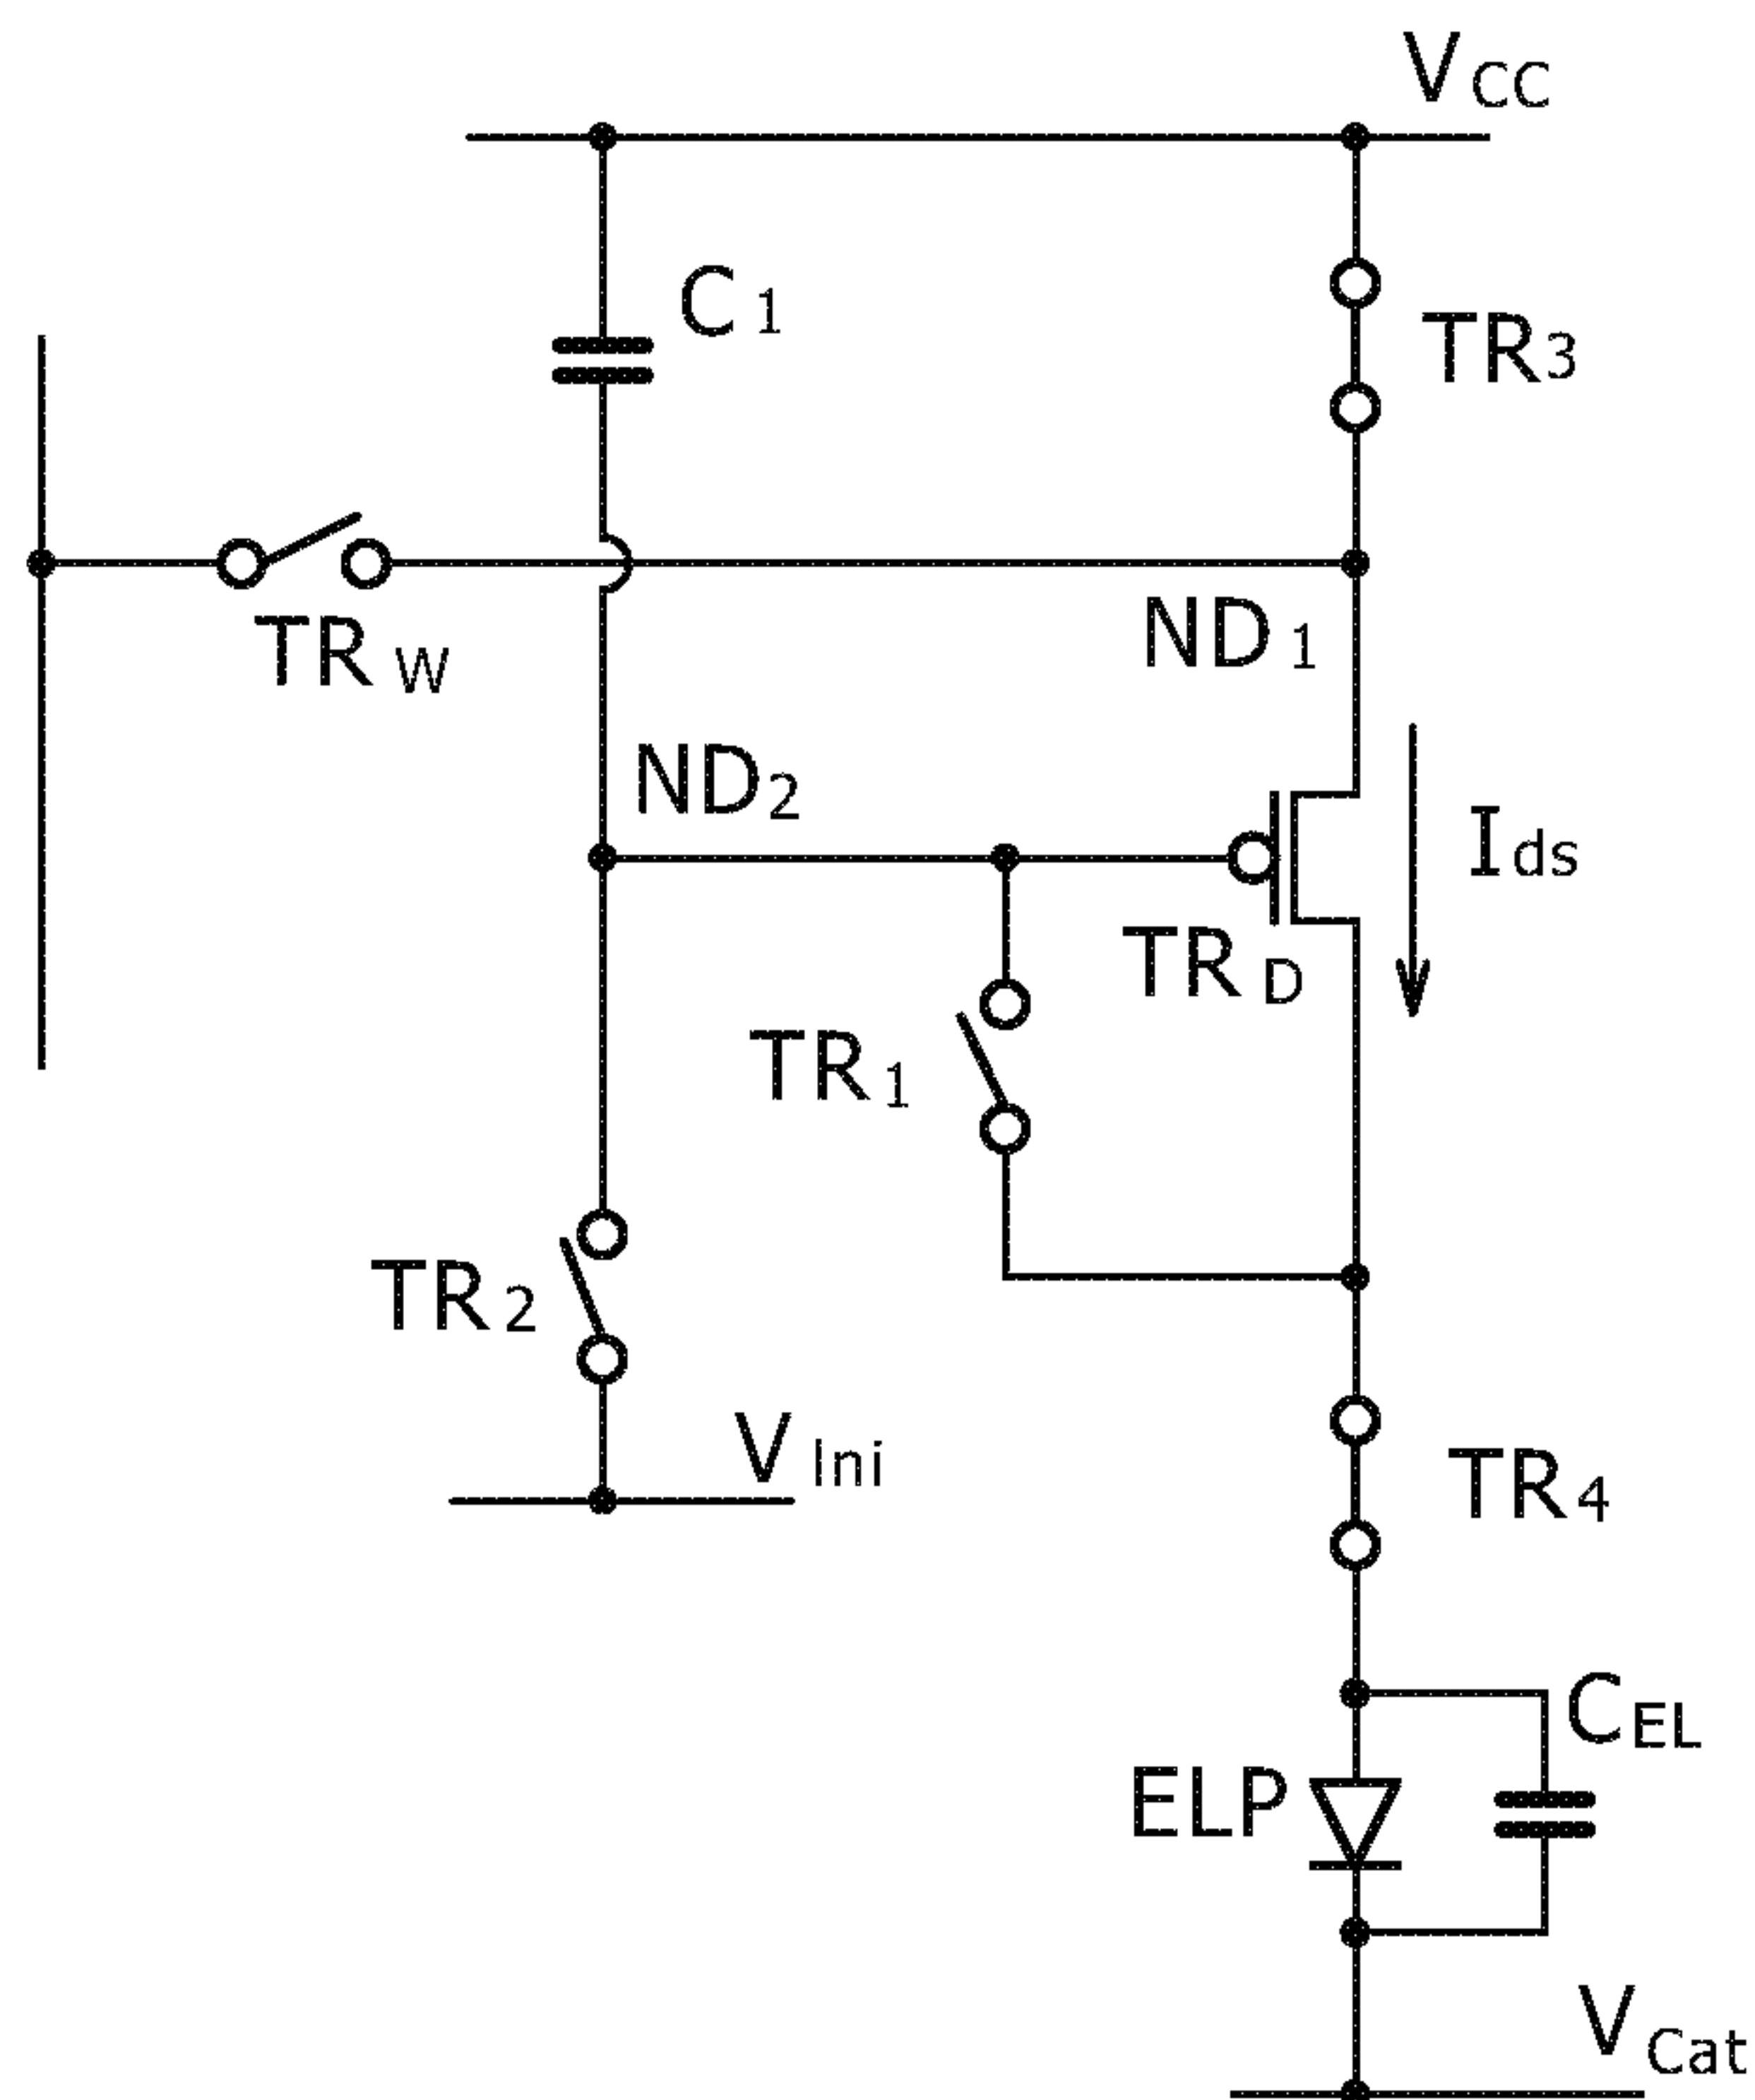 VCC
C1
TR3
TRW
ND1
ND2
Ids
TRD
TR1
TR2
VIni
TR4
CEL
ELP
VCat